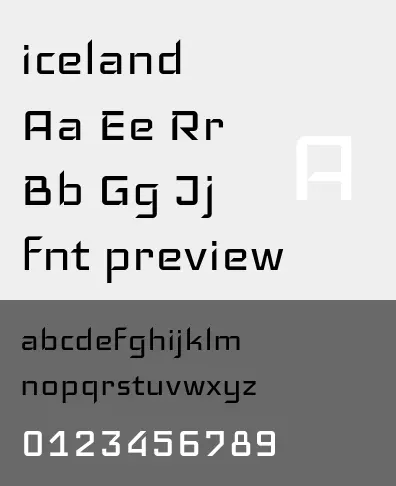 iceland
Aa Ee Rr
A
Bb Gg Jj
fnt preview
abcdefghijklm
nopqrstuvwxyz
0123456789